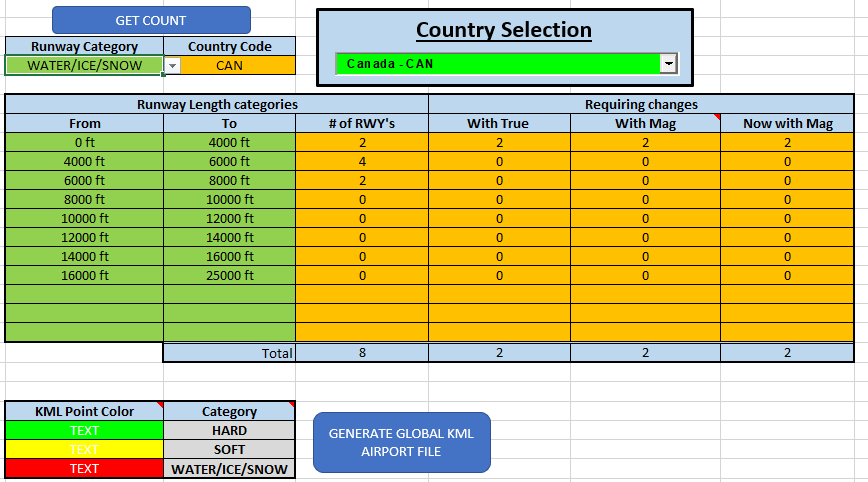 GET COUNT
Country Selection
Runway Category Country Code
WATER/ICE/SNOW CAN
Canada - CAN
Runway Length categories Requiring changes
From To # of RWY's With True With Mag Now with Mag
0 ft 4000 ft 2 2 2 2
4000 ft 6000 ft 4 0 0 0
6000 ft 8000 ft 2 0 0 0
8000 ft 10000 ft 0 0 0 0
10000 ft 12000 ft 0 0 0 0
12000 ft 14000 ft 0 0 0 0
14000 ft 16000 ft 0 0 0 0
16000 ft 25000 ft 0 0 0 0
Total 8 2 2 2
KML Point Color Category
TEXT HARD
TEXT SOFT
TEXT WATER/ICE/SNOW
GENERATE GLOBAL KML
AIRPORT FILE